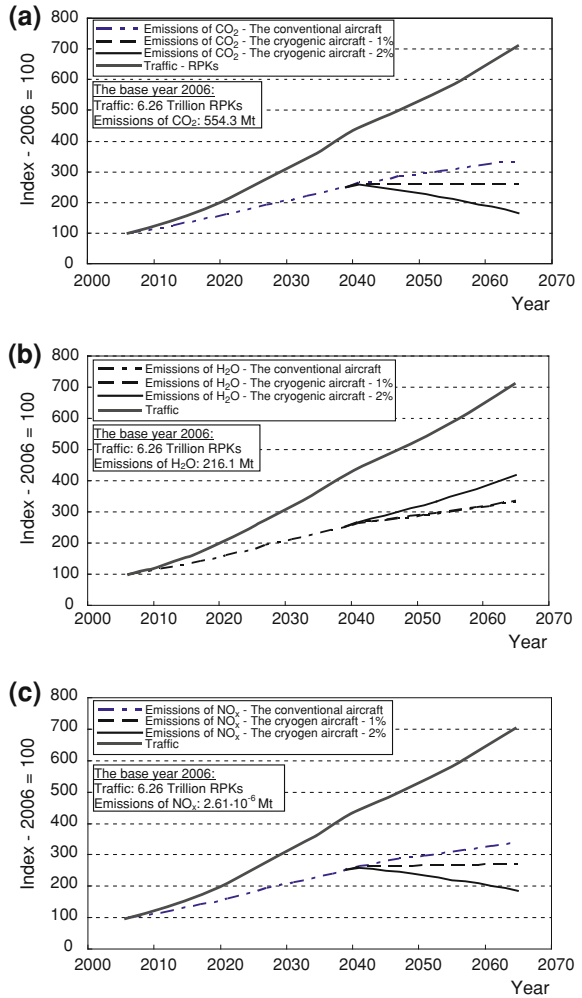 (a)
800
700
600
500
400
300
200
100
0
Index - 2006 = 100
Emissions of CO₂ - The conventional aircraft
Emissions of CO₂ - The cryogenic aircraft - 1%
Emissions of CO₂ - The cryogenic aircraft - 2%
Traffic - RPKs
The base year 2006:
Traffic: 6.26 Trillion RPKs
Emissions of CO₂: 554.3 Mt
2000 2010 2020 2030 2040 2050 2060 2070
Year
(b)
800
700
600
500
400
300
200
100
0
Index - 2006 = 100
Emissions of H₂O - The conventional aircraft
Emissions of H₂O - The cryogenic aircraft - 1%
Emissions of H₂O - The cryogenic aircraft - 2%
Traffic
The base year 2006:
Traffic: 6.26 Trillion RPKs
Emissions of H₂O: 216.1 Mt
2000 2010 2020 2030 2040 2050 2060 2070
Year
(c)
800
700
600
500
400
300
200
100
0
Index - 2006 = 100
Emissions of NOₓ - The conventional aircraft
Emissions of NOₓ - The cryogen aircraft - 1%
Emissions of NOₓ - The cryogen aircraft - 2%
Traffic
The base year 2006:
Traffic: 6.26 Trillion RPKs
Emissions of NOₓ: 2.61·10⁻⁶ Mt
2000 2010 2020 2030 2040 2050 2060 2070
Year